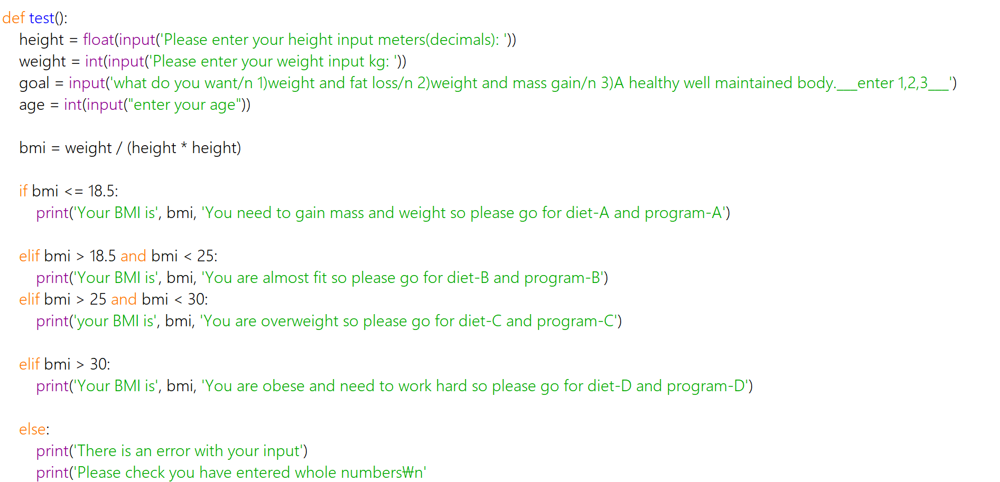 def test():
height = float(input('Please enter your height input meters(decimals): '))
weight = int(input('Please enter your weight input kg: '))
goal = input('what do you want/n 1)weight and fat loss/n 2)weight and mass gain/n 3)A healthy well maintained body.___enter 1,2,3___')
age = int(input("enter your age"))
bmi = weight / (height * height)
if bmi <= 18.5:
print('Your BMI is', bmi, 'You need to gain mass and weight so please go for diet-A and program-A')
elif bmi > 18.5 and bmi < 25:
print('Your BMI is', bmi, 'You are almost fit so please go for diet-B and program-B')
elif bmi > 25 and bmi < 30:
print('your BMI is', bmi, 'You are overweight so please go for diet-C and program-C')
elif bmi > 30:
print('Your BMI is', bmi, 'You are obese and need to work hard so please go for diet-D and program-D')
else:
print('There is an error with your input')
print('Please check you have entered whole numbers₩n'